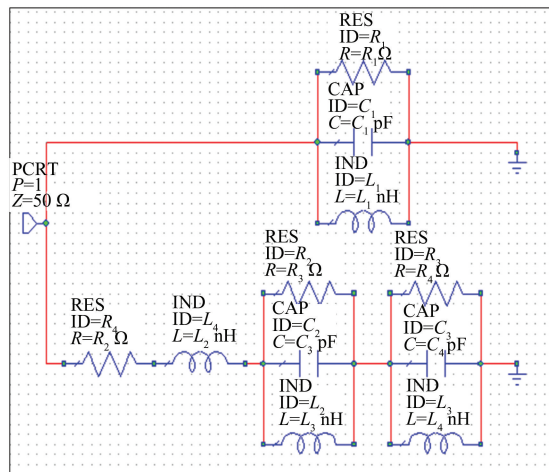 RES
ID=R₁
R=R₁Ω
CAP
ID=C₁
C=C₁ pF
IND
ID=L₁
L=L₁ nH
PCRT
P=1
Z=50 Ω
RES
ID=R₄
R=R₂ Ω
IND
ID=L₄
L=L₂ nH
RES
ID=R₂
R=R₃ Ω
CAP
ID=C₂
C=C₃ pF
IND
ID=L₂
L=L₃ nH
RES
ID=R₃
R=R₄ Ω
CAP
ID=C₃
C=C₄ pF
IND
ID=L₃
L=L₄ nH